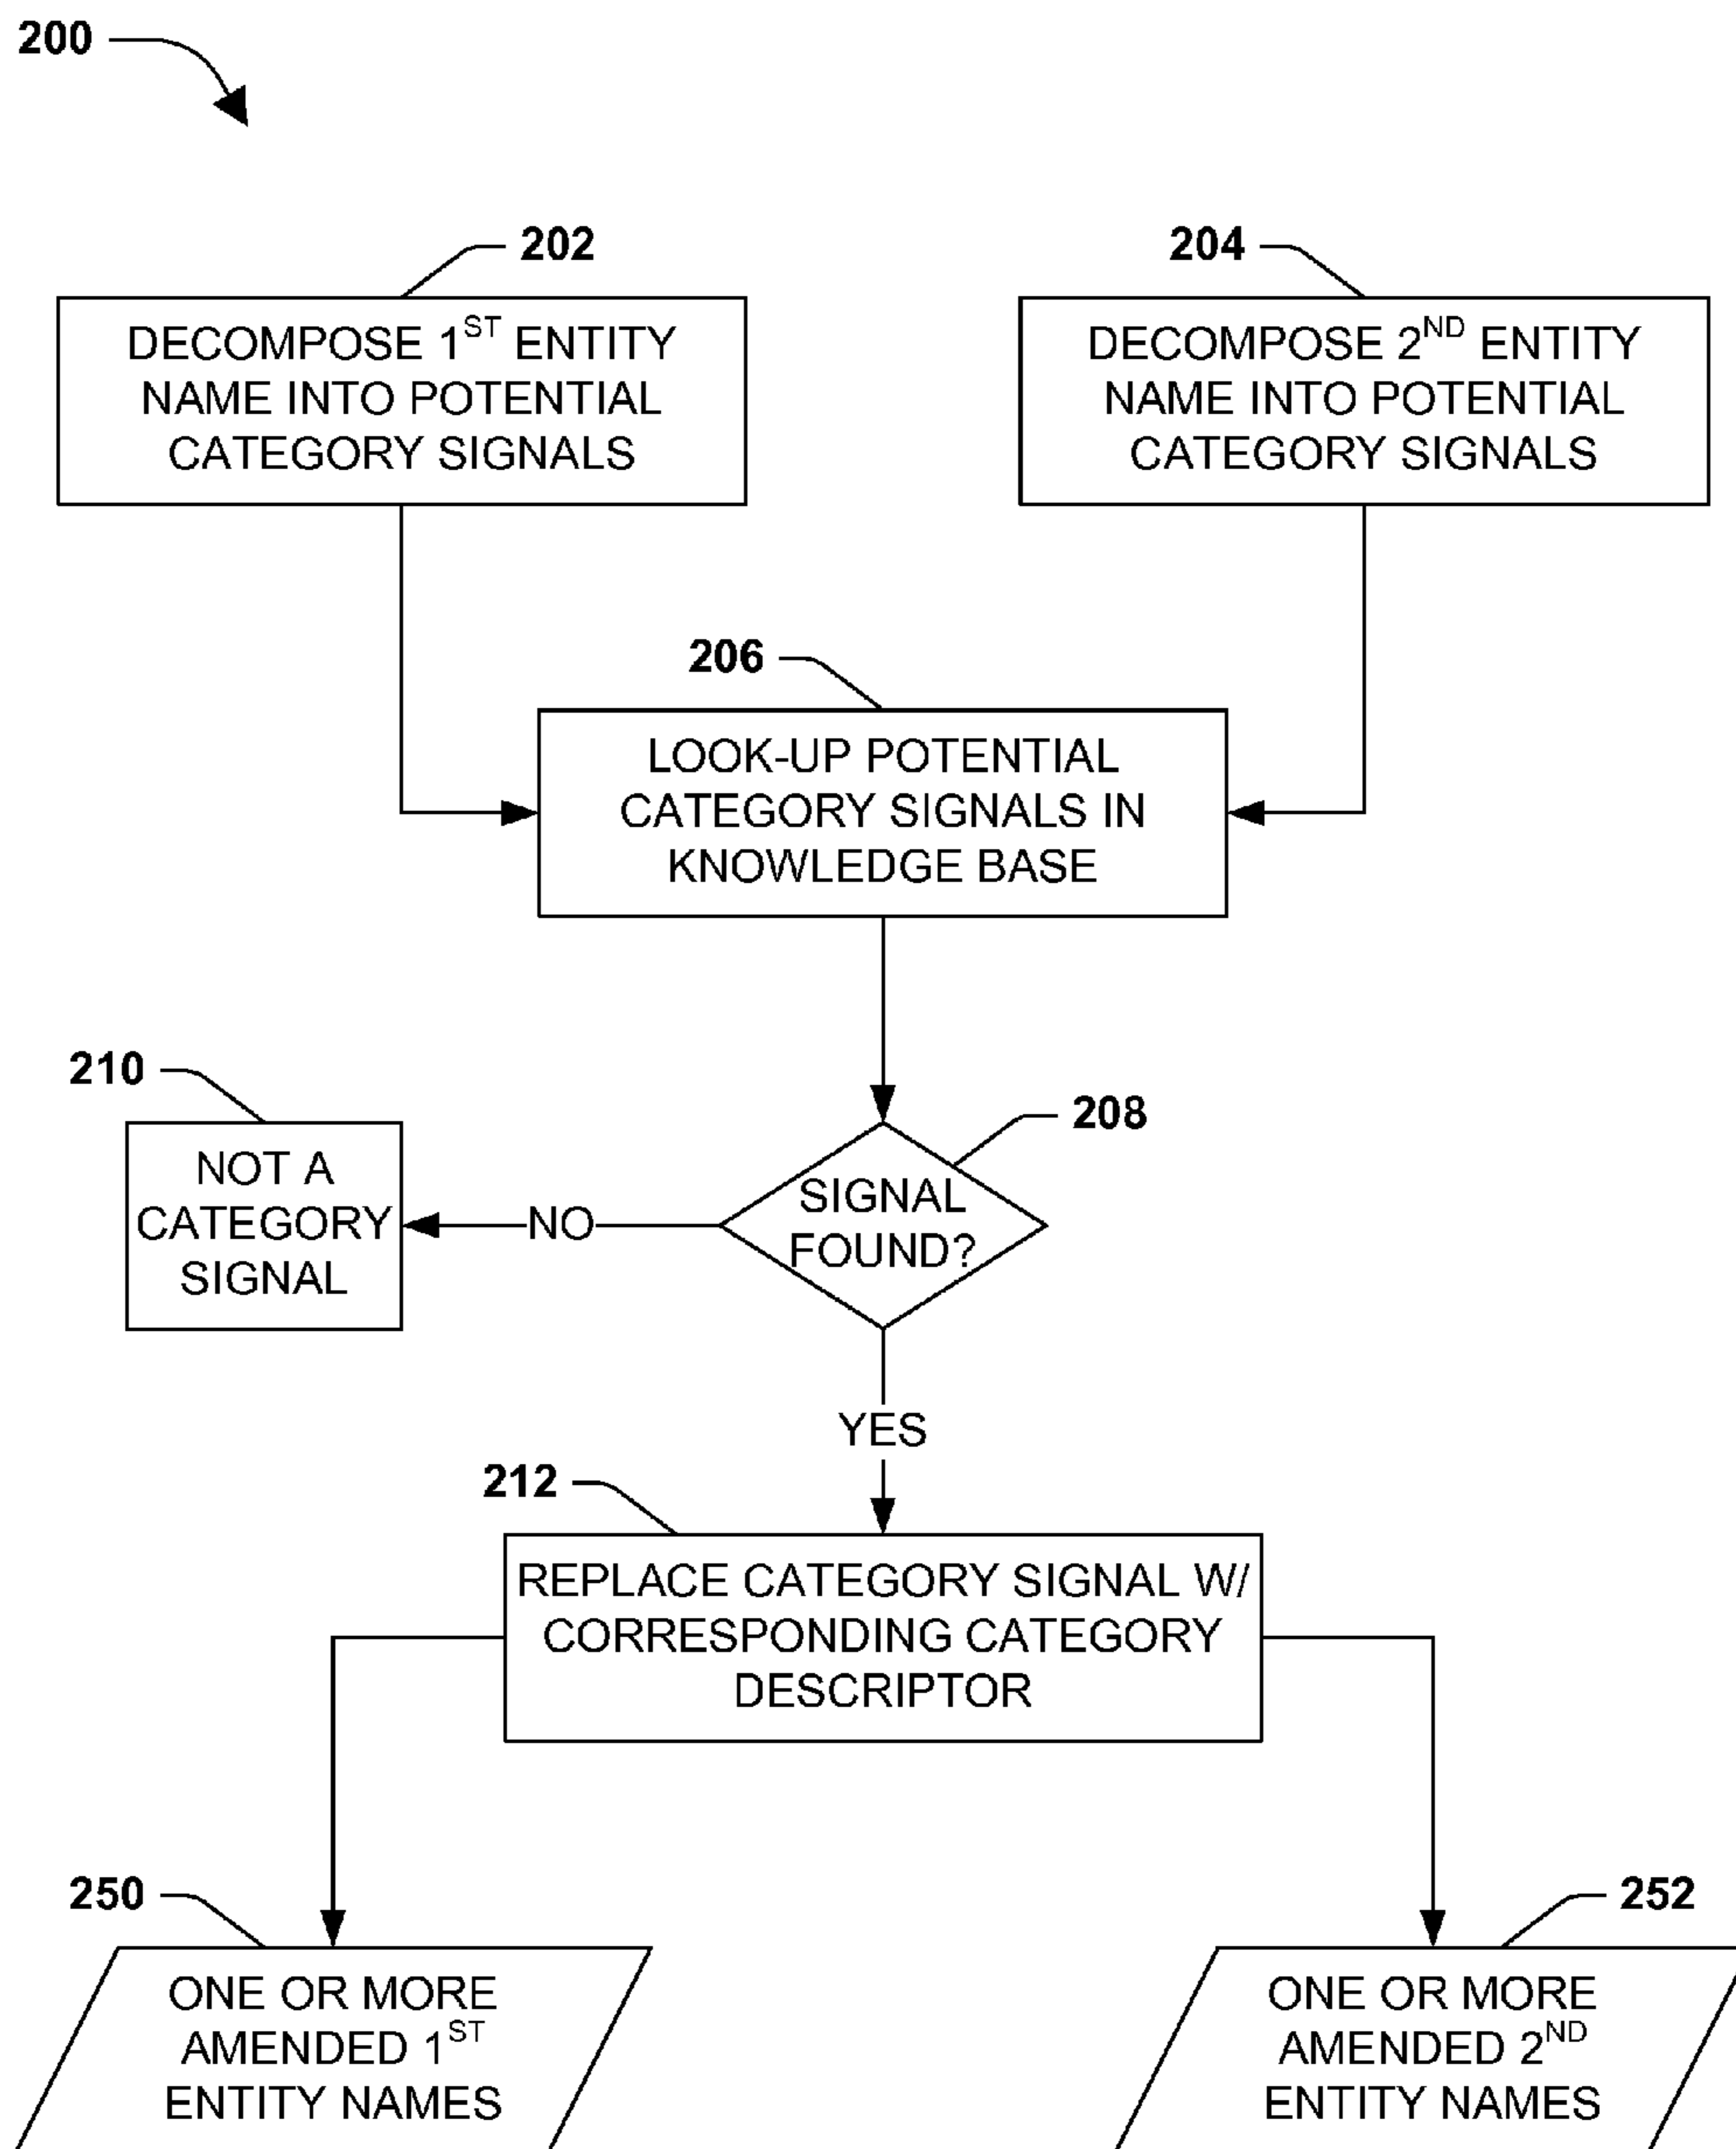 200
202
204
DECOMPOSE 1ST ENTITY
NAME INTO POTENTIAL
CATEGORY SIGNALS
DECOMPOSE 2ND ENTITY
NAME INTO POTENTIAL
CATEGORY SIGNALS
206
LOOK-UP POTENTIAL
CATEGORY SIGNALS IN
KNOWLEDGE BASE
210
208
NOT A
CATEGORY
SIGNAL
NO
SIGNAL
FOUND?
YES
212
REPLACE CATEGORY SIGNAL W/
CORRESPONDING CATEGORY
DESCRIPTOR
250
252
ONE OR MORE
AMENDED 1ST
ENTITY NAMES
ONE OR MORE
AMENDED 2ND
ENTITY NAMES